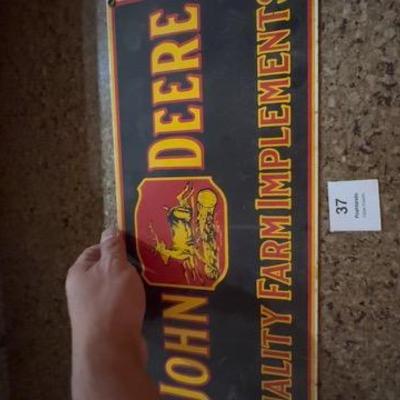 JOHN DEERE
UALITY FARM IMPLEMENTS
37